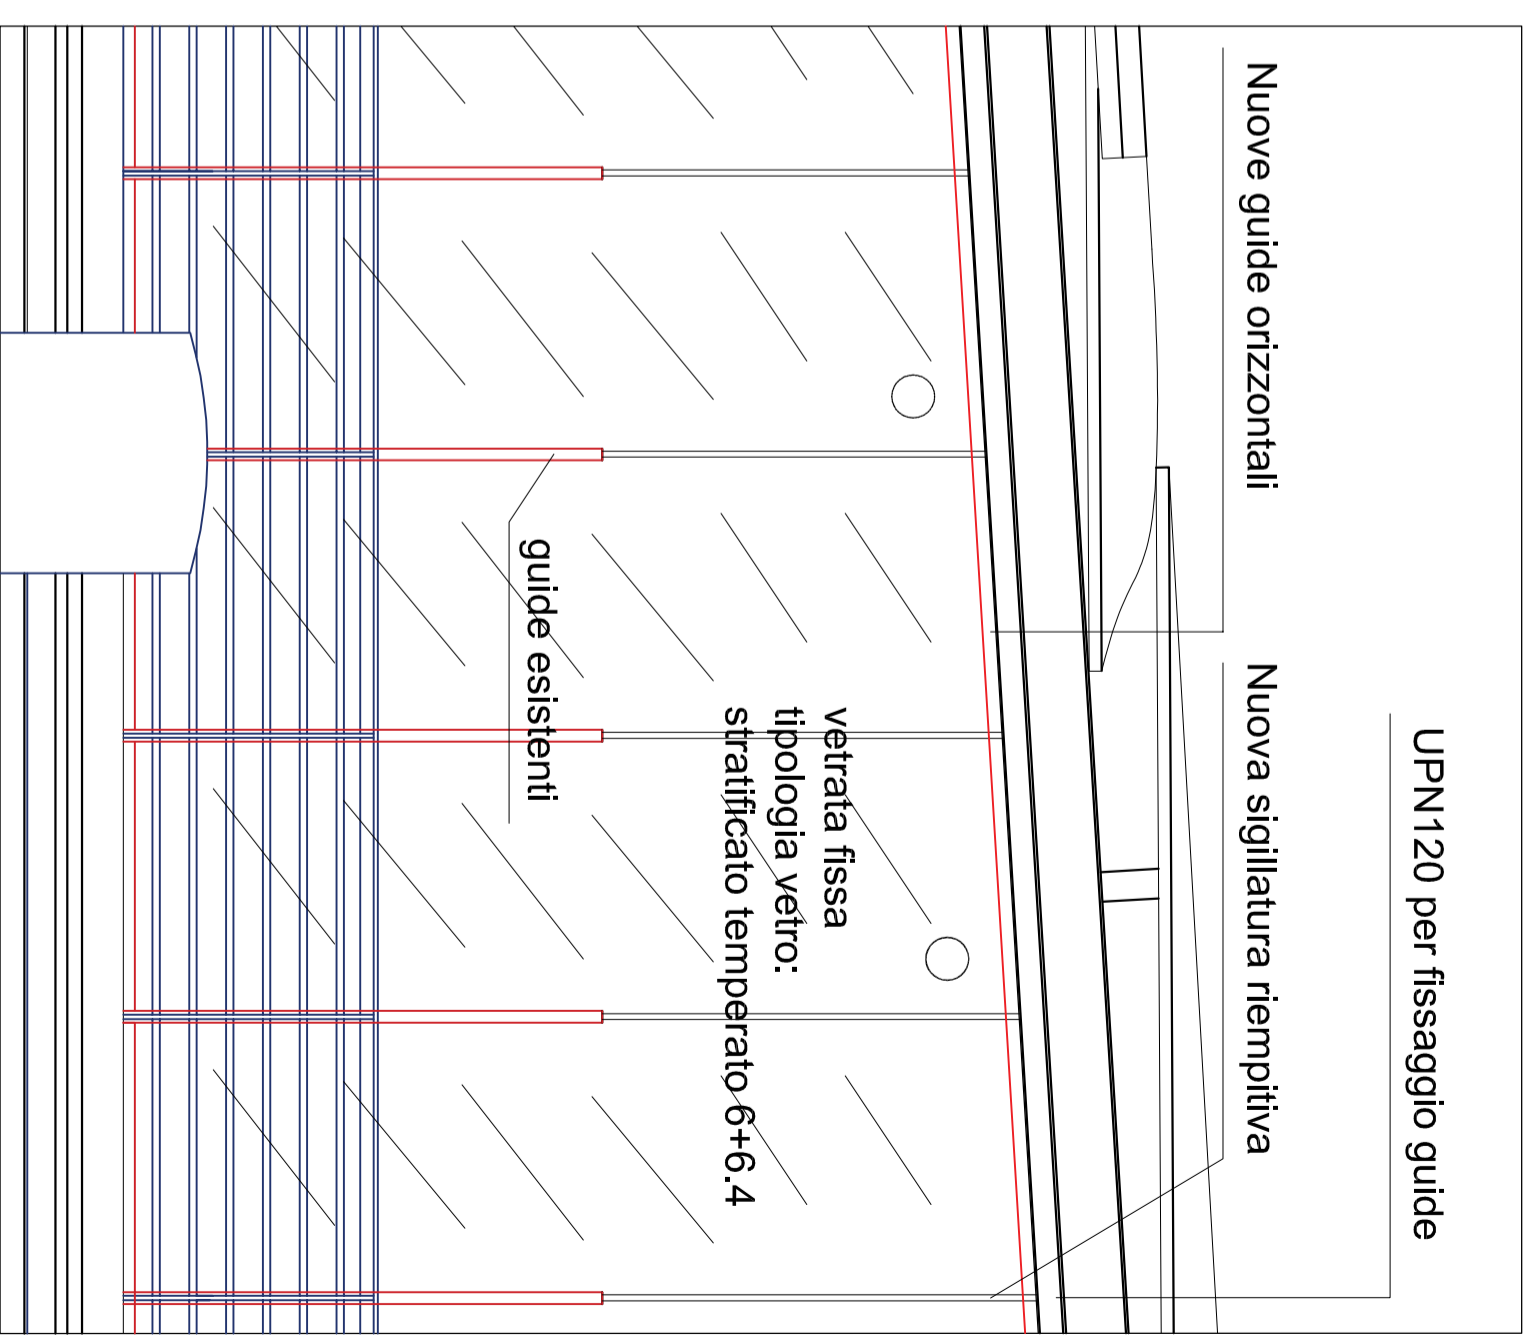 UPN120 per fissaggio guide
Nuove guide orizzontali
Nuova sigillatura riempitiva
vetrata fissa
tipologia vetro:
stratificato temperato 6+6.4
guide esistenti